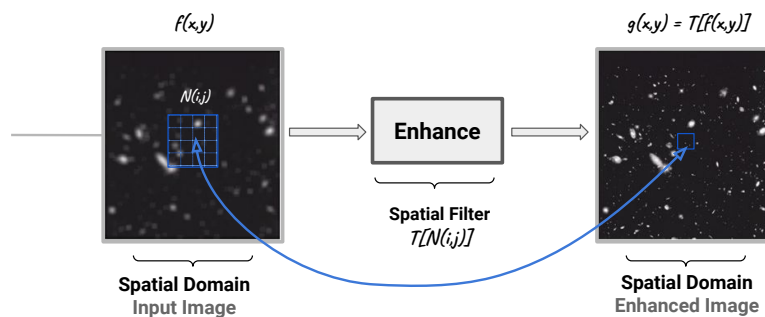 f(x,y)
g(x,y) = T[f(x,y)]
N(i,j)
Enhance
Spatial Filter
T[N(i,j)]
Spatial Domain
Input Image
Spatial Domain
Enhanced Image